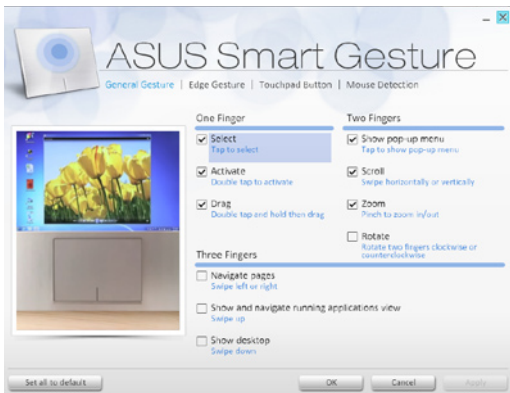 ASUS Smart Gesture
General Gesture | Edge Gesture | Touchpad Button | Mouse Detection
One Finger
Select
Tap to select
Activate
Double tap to activate
Drag
Double tap and hold then drag
Two Fingers
Show pop-up menu
Tap to show pop-up menu
Scroll
Swipe horizontally or vertically
Zoom
Pinch to zoom in/out
Rotate
Rotate two fingers clockwise or
counterclockwise
Three Fingers
Navigate pages
Swipe left or right
Show and navigate running applications view
Swipe up
Show desktop
Swipe down
Set all to default
OK
Cancel
Apply